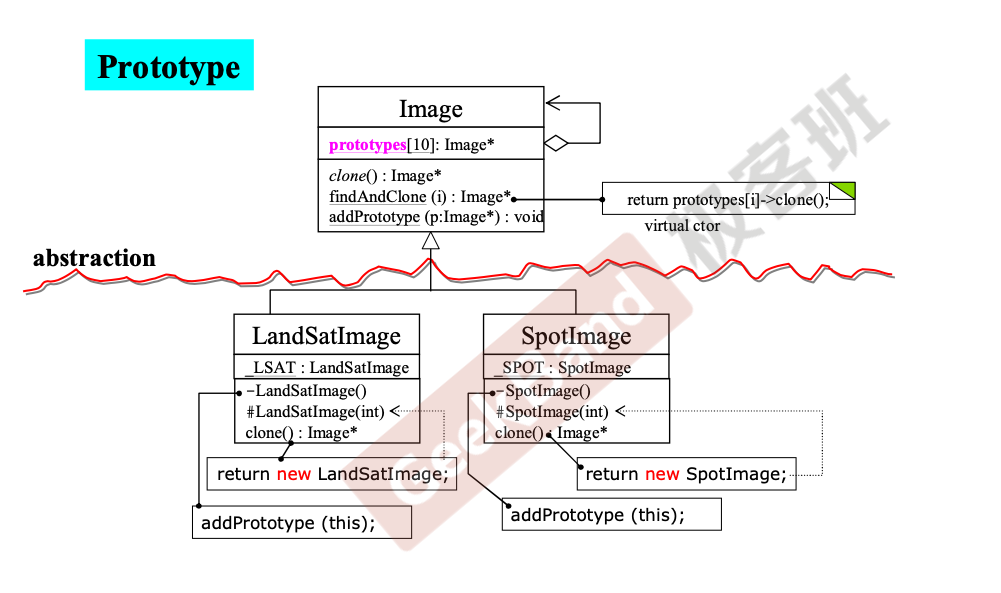 Prototype
Image
prototypes[10]: Image*
clone() : Image*
findAndClone (i) : Image*
addPrototype (p:Image*) : void
return prototypes[i]->clone();
virtual ctor
abstraction
LandSatImage
_LSAT : LandSatImage
-LandSatImage()
#LandSatImage(int)
clone() : Image*
return new LandSatImage;
addPrototype (this);
SpotImage
_SPOT : SpotImage
-SpotImage()
#SpotImage(int)
clone() : Image*
return new SpotImage;
addPrototype (this);
GeekBand
极客班